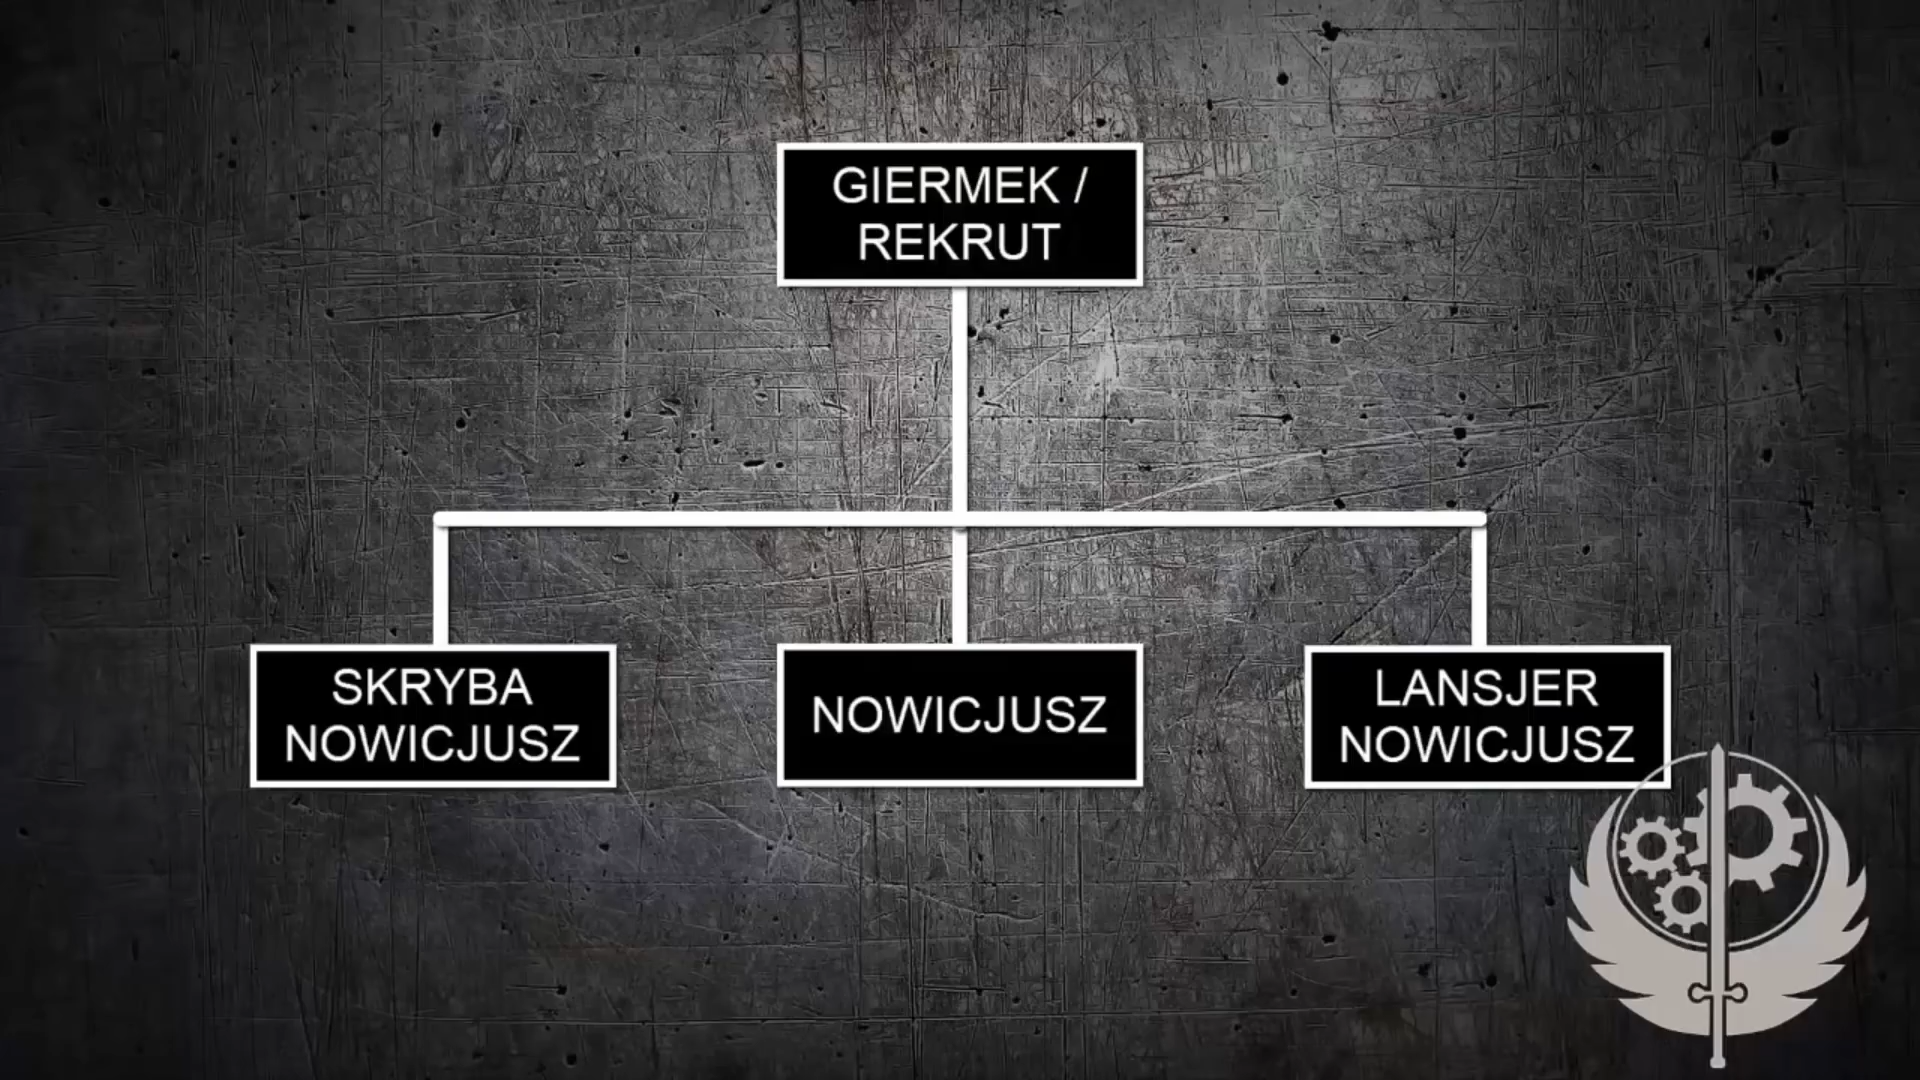 GIERMEK /
REKRUT
SKRYBA
NOWICJUSZ
NOWICJUSZ
LANSJER
NOWICJUSZ